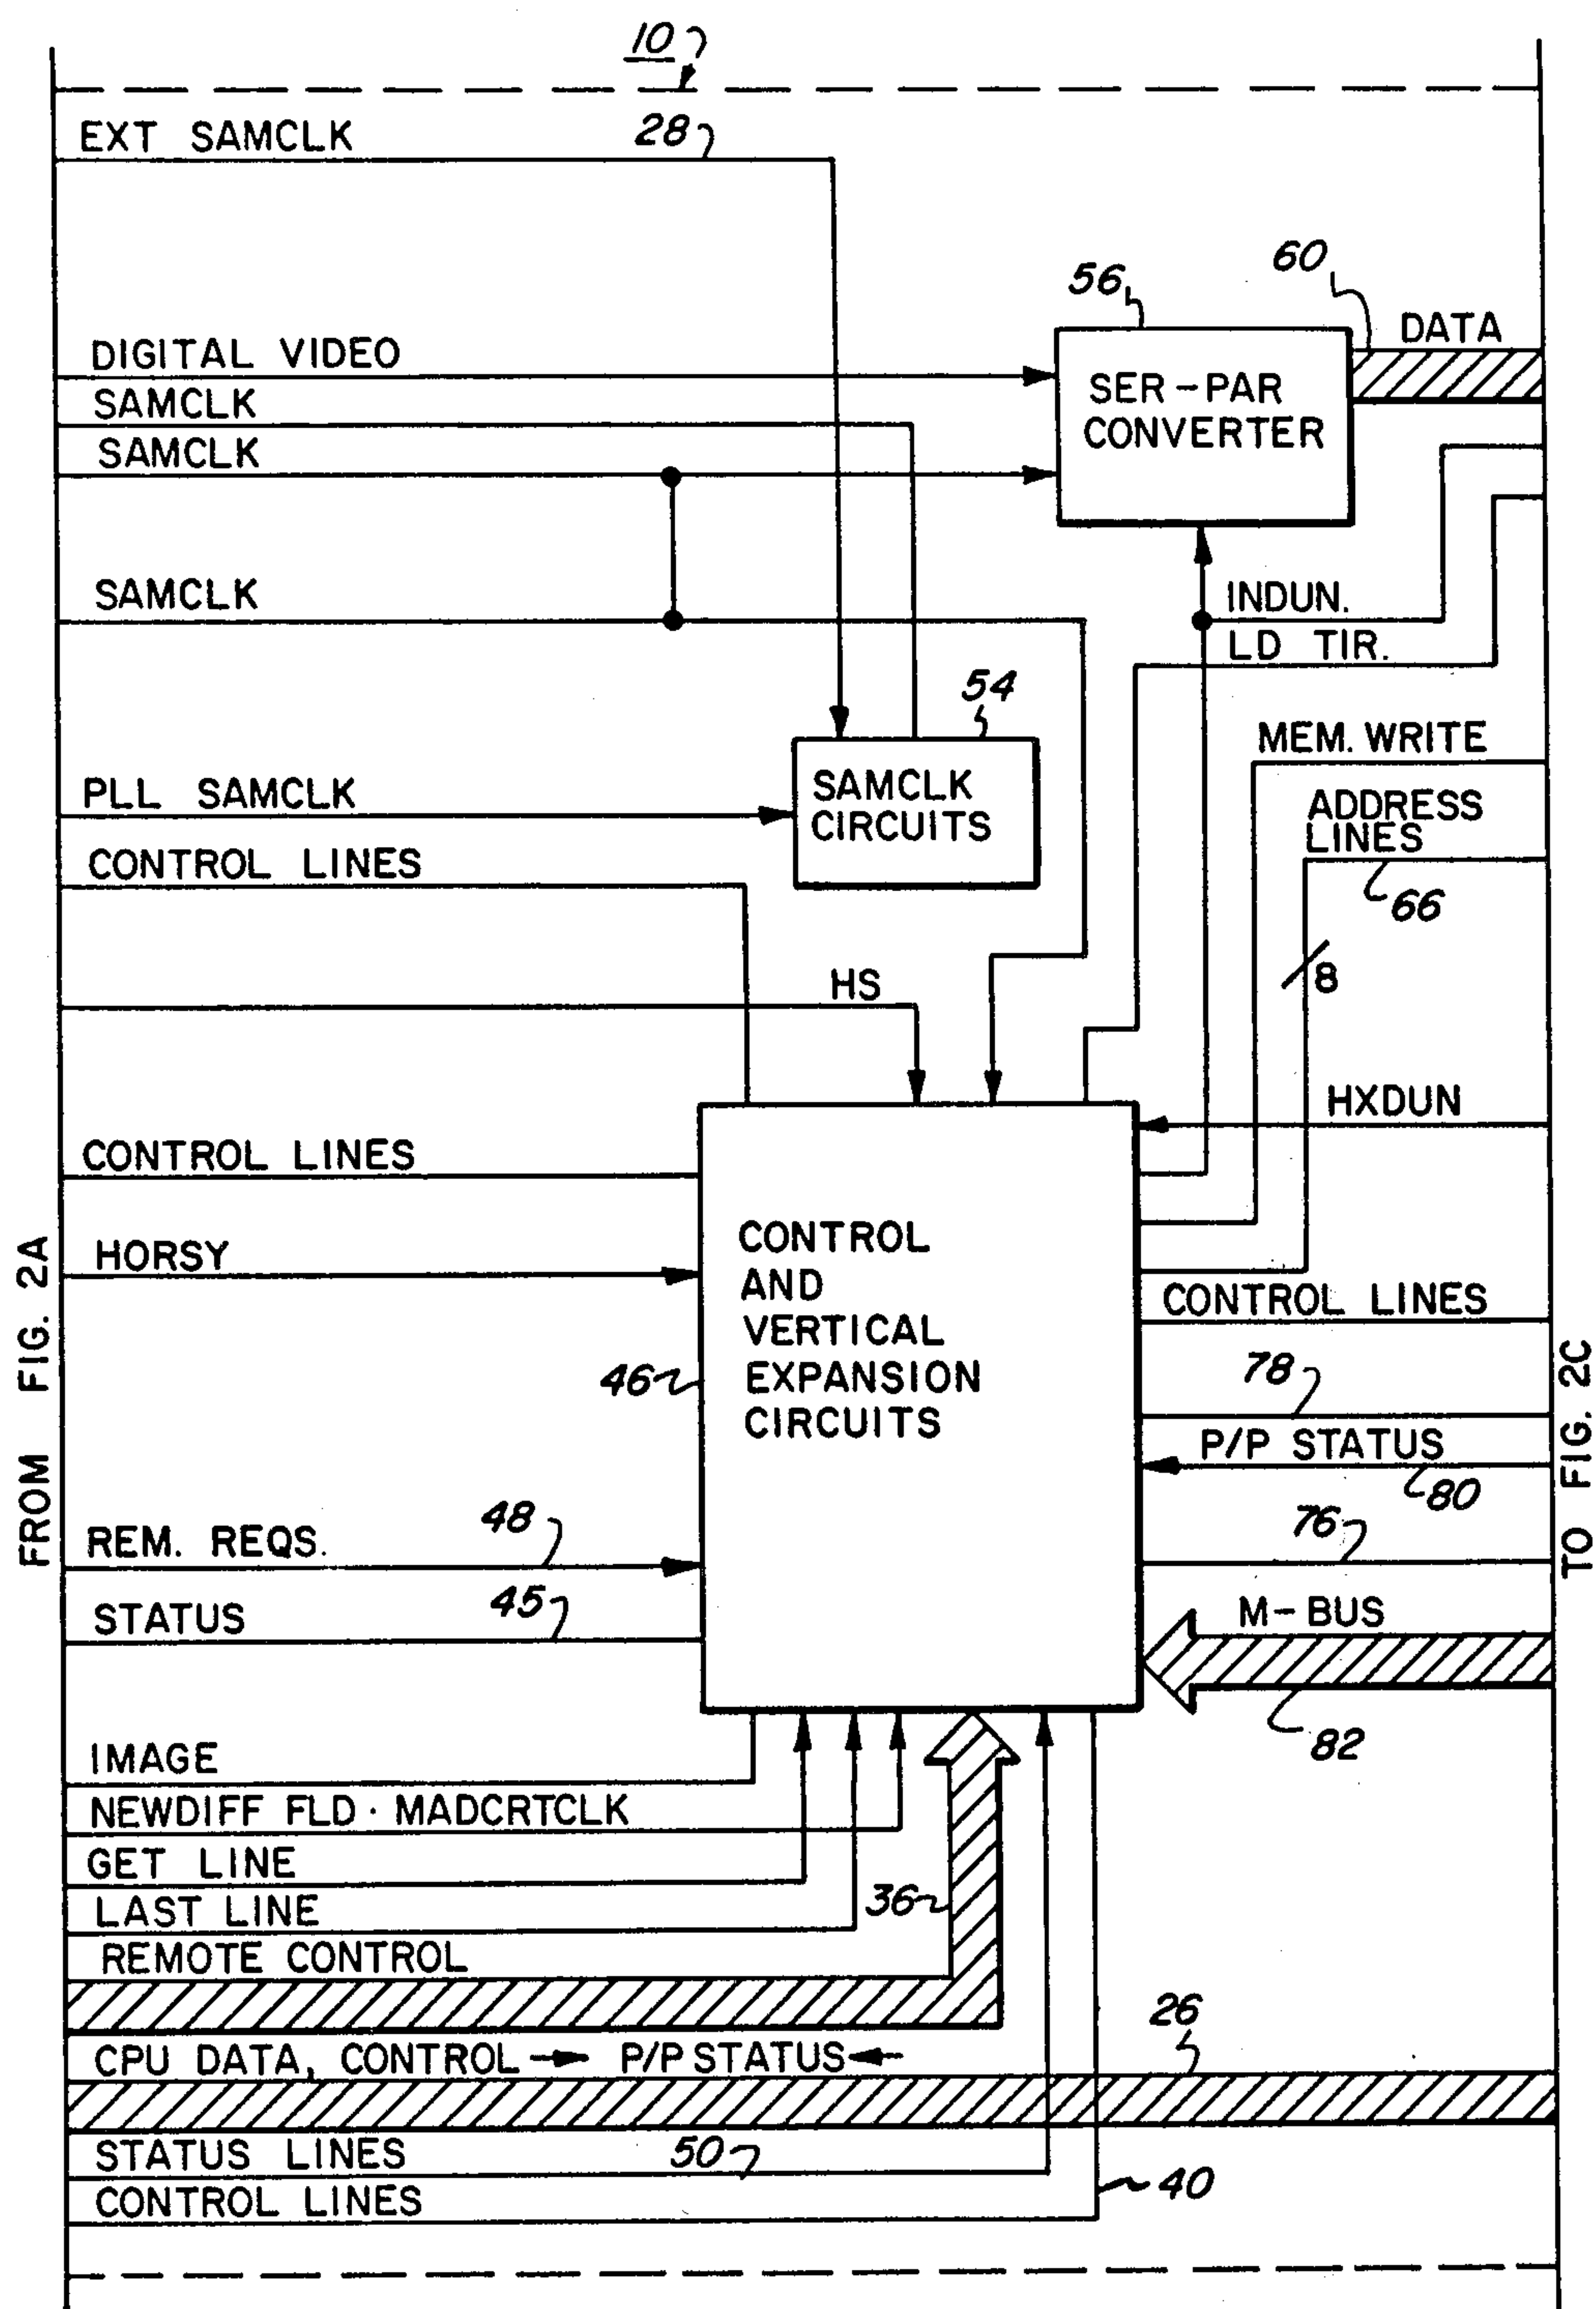 10
EXT SAMCLK
28
60
56
DATA
DIGITAL VIDEO
SER-PAR
CONVERTER
SAMCLK
SAMCLK
SAMCLK
INDUN.
LD TIR.
54
MEM. WRITE
PLL SAMCLK
SAMCLK
CIRCUITS
ADDRESS
LINES
66
CONTROL LINES
8
HS
HXDUN
CONTROL LINES
HORSY
CONTROL
AND
VERTICAL
EXPANSION
CIRCUITS
46
CONTROL LINES
78
P/P STATUS
80
FROM FIG. 2A
TO FIG. 2C
REM. REQS.
48
76
STATUS
45
M-BUS
82
IMAGE
NEWDIFF FLD · MADCRTCLK
GET LINE
36
LAST LINE
REMOTE CONTROL
26
CPU DATA, CONTROL → P/P STATUS ←
STATUS LINES
50
40
CONTROL LINES